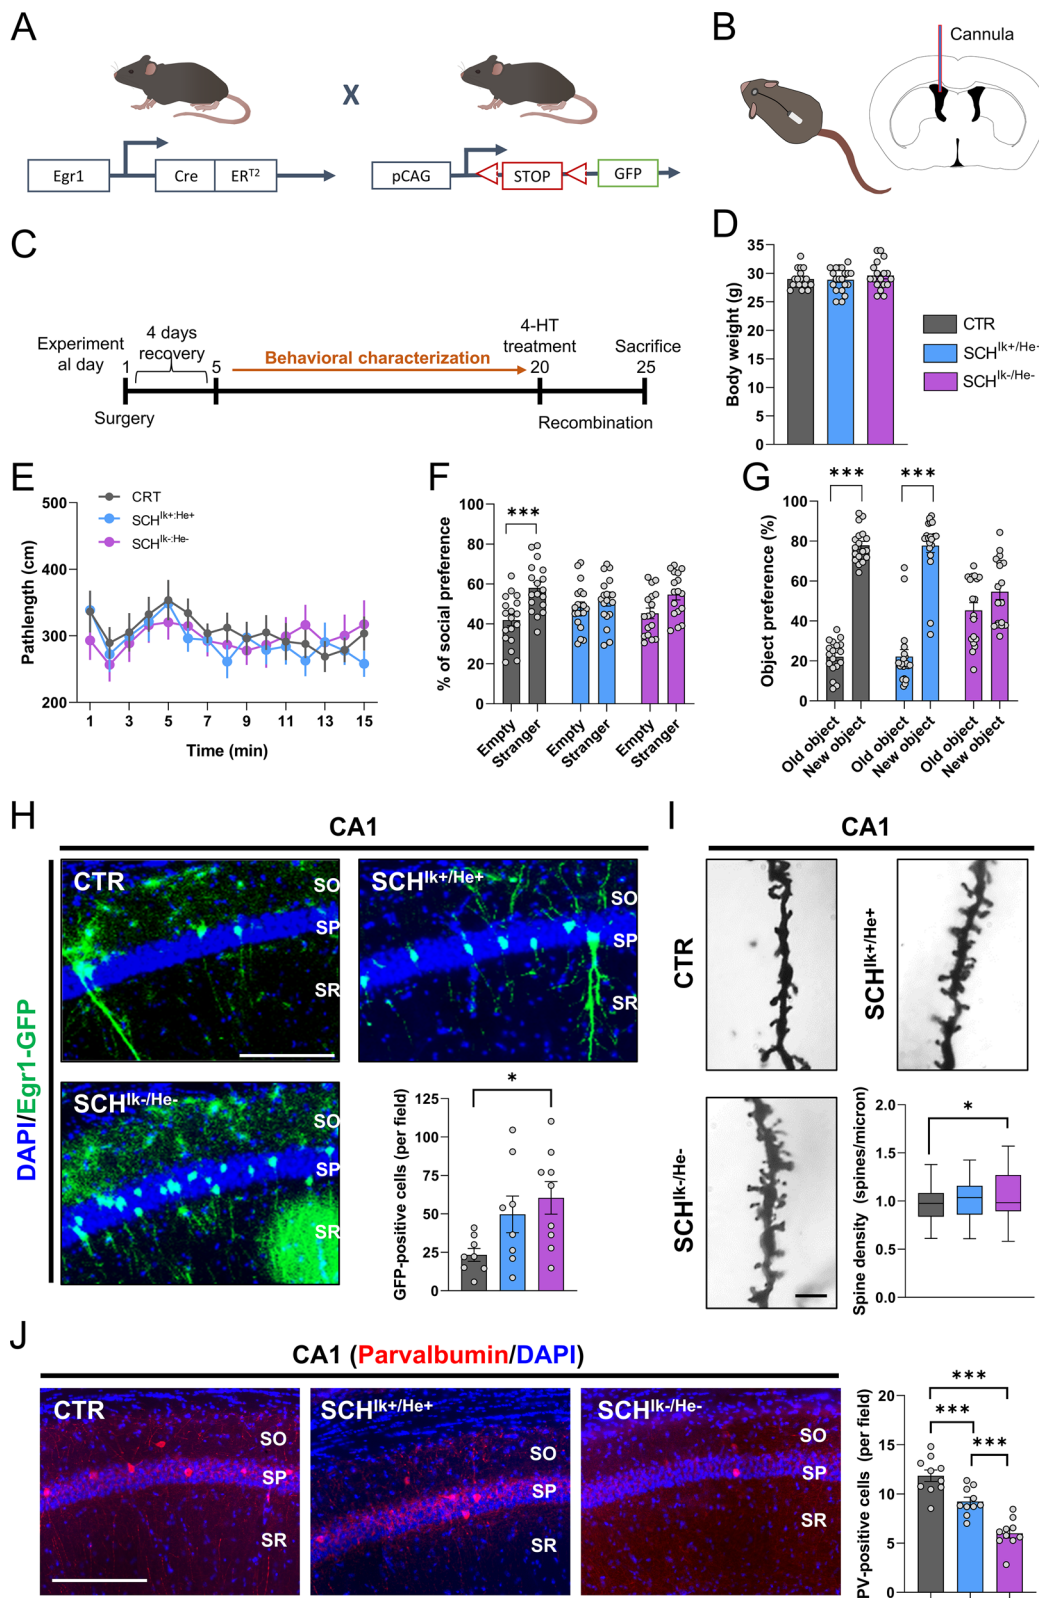 A
X
Egr1
Cre
ER^T2
pCAG
STOP
GFP
B
Cannula
C
Experiment
al day
1
4 days
recovery
5
Behavioral characterization
4-HT
treatment
20
Sacrifice
25
Surgery
Recombination
D
Body weight (g)
35
30
25
20
15
10
5
0
CTR
SCH^Ik+/He-
SCH^Ik-/He-
E
CRT
SCH^Ik+:He+
SCH^Ik-:He-
Pathlength (cm)
500
400
300
200
1 3 5 7 9 11 13 15
Time (min)
F
% of social preference
100
80
60
40
20
0
***
Empty
Stranger
Empty
Stranger
Empty
Stranger
G
Object preference (%)
100
80
60
40
20
0
***
***
Old object
New object
Old object
New object
Old object
New object
H
CA1
DAPI/Egr1-GFP
CTR
SO
SP
SR
SCH^Ik+/He+
SO
SP
SR
SCH^Ik-/He-
SO
SP
SR
GFP-positive cells (per field)
125
100
75
50
25
0
*
I
CA1
CTR
SCH^Ik+/He+
SCH^Ik-/He-
Spine density (spines/micron)
2.0
1.5
1.0
0.5
0.0
*
J
CA1 (Parvalbumin/DAPI)
CTR
SO
SP
SR
SCH^Ik+/He+
SO
SP
SR
SCH^Ik-/He-
SO
SP
SR
PV-positive cells (per field)
20
15
10
5
0
***
***
***